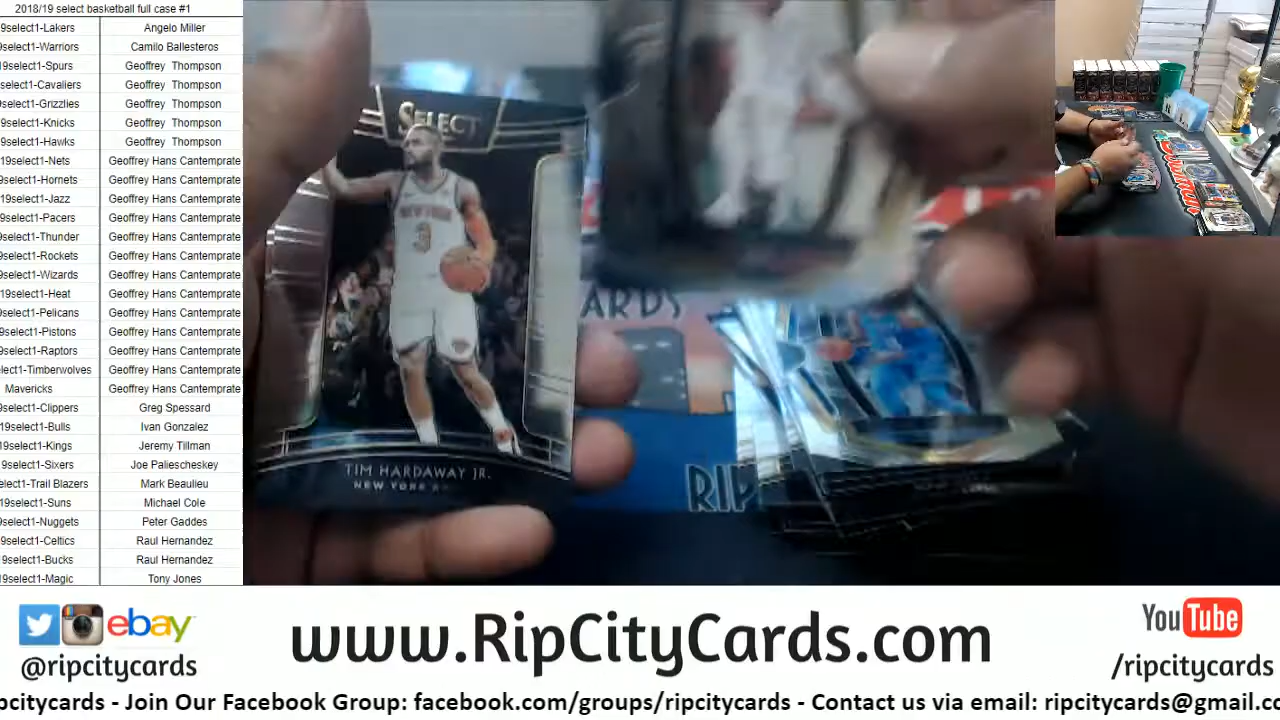 2018/19 select basketball full case #1
9select1-Lakers Angelo Miller
9select1-Warriors Camilo Ballesteros
19select1-Spurs Geoffrey Thompson
select1-Cavaliers Geoffrey Thompson
9select1-Grizzlies Geoffrey Thompson
9select1-Knicks Geoffrey Thompson
19select1-Hawks Geoffrey Thompson
19select1-Nets Geoffrey Hans Cantemprate
9select1-Hornets Geoffrey Hans Cantemprate
19select1-Jazz Geoffrey Hans Cantemprate
9select1-Pacers Geoffrey Hans Cantemprate
9select1-Thunder Geoffrey Hans Cantemprate
9select1-Rockets Geoffrey Hans Cantemprate
9select1-Wizards Geoffrey Hans Cantemprate
19select1-Heat Geoffrey Hans Cantemprate
9select1-Pelicans Geoffrey Hans Cantemprate
9select1-Pistons Geoffrey Hans Cantemprate
9select1-Raptors Geoffrey Hans Cantemprate
lect1-Timberwolves Geoffrey Hans Cantemprate
Mavericks Geoffrey Hans Cantemprate
9select1-Clippers Greg Spessard
19select1-Bulls Ivan Gonzalez
19select1-Kings Jeremy Tillman
9select1-Sixers Joe Paliescheskey
elect1-Trail Blazers Mark Beaulieu
19select1-Suns Michael Cole
9select1-Nuggets Peter Gaddes
9select1-Celtics Raul Hernandez
9select1-Bucks Raul Hernandez
19select1-Magic Tony Jones
SELECT
NEW YORK
3
TIM HARDAWAY JR.
NEW YORK
ARDS
RIP
Bowman
ebay
@ripcitycards
www.RipCityCards.com
YouTube
/ripcitycards
pcitycards - Join Our Facebook Group: facebook.com/groups/ripcitycards - Contact us via email: ripcitycards@gmail.co